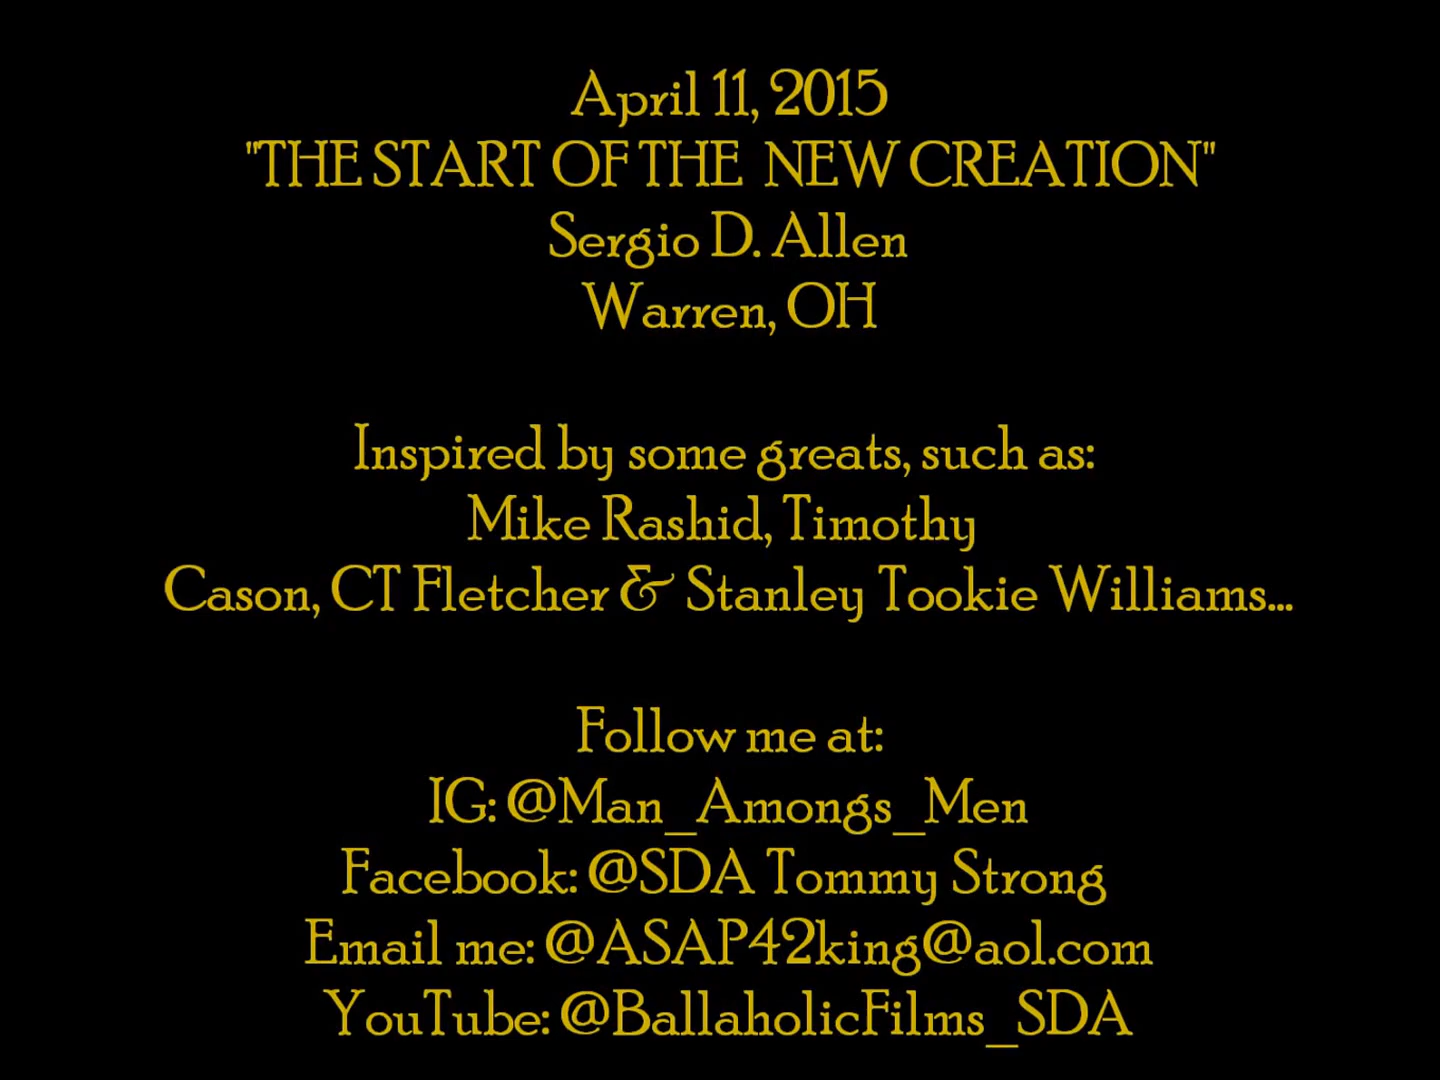 April 11, 2015
"THE START OF THE  NEW CREATION"
Sergio D. Allen
Warren, OH
Inspired by some greats, such as:
Mike Rashid, Timothy
Cason, CT Fletcher & Stanley Tookie Williams...
Follow me at:
IG: @Man_Amongs_Men
Facebook: @SDA Tommy Strong
Email me: @ASAP42king@aol.com
YouTube: @BallaholicFilms_SDA